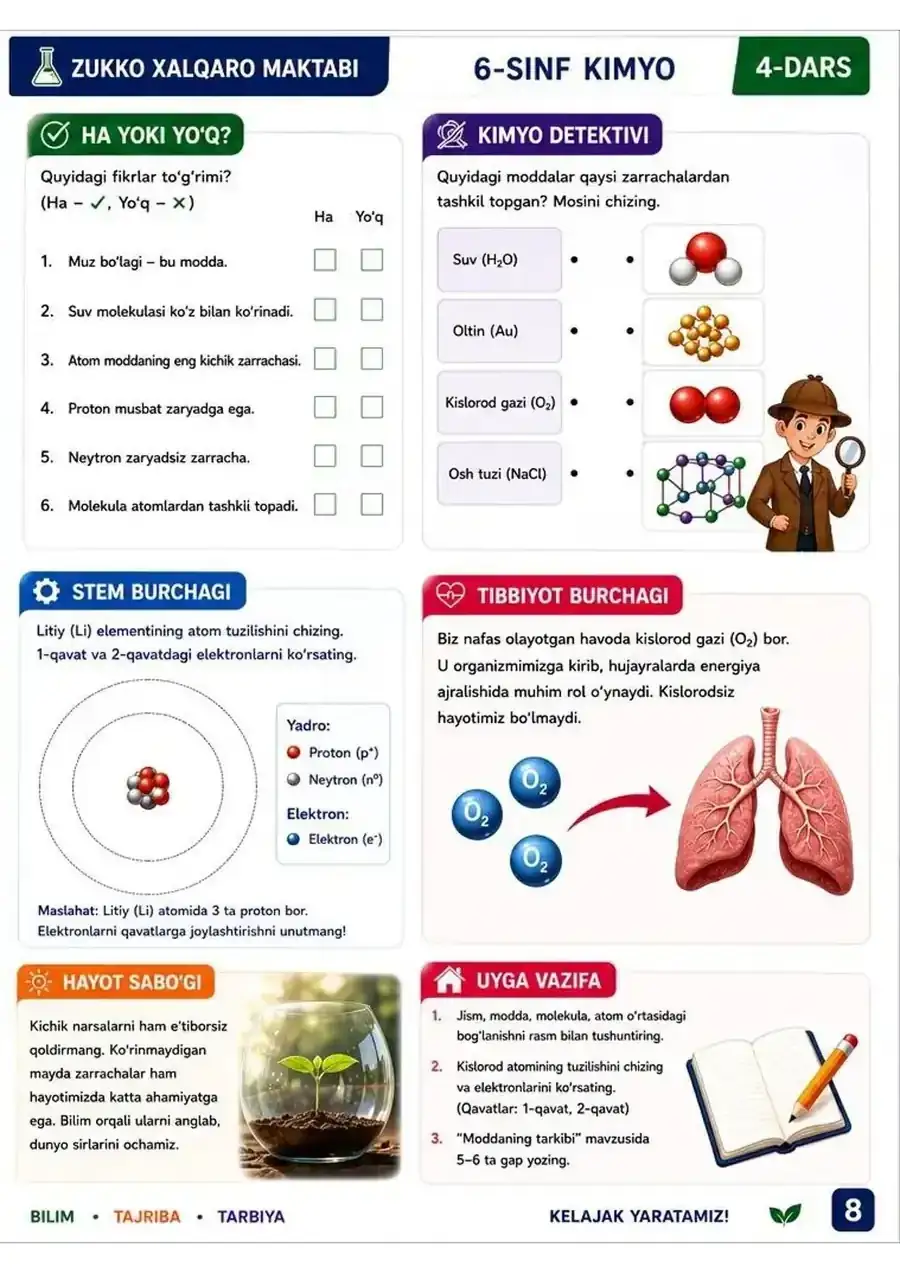 ZUKKO XALQARO MAKTABI
6-SINF KIMYO
4-DARS
HA YOKI YO‘Q?
Quyidagi fikrlar to‘g‘rimi?
(Ha – ✓, Yo‘q – ✕)
Ha Yo‘q
1. Muz bo‘lagi – bu modda.
2. Suv molekulasi ko‘z bilan ko‘rinadi.
3. Atom moddaning eng kichik zarrachasi.
4. Proton musbat zaryadga ega.
5. Neytron zaryadsiz zarracha.
6. Molekula atomlardan tashkil topadi.
KIMYO DETEKTIVI
Quyidagi moddalar qaysi zarrachalardan
tashkil topgan? Mosini chizing.
Suv (H₂O)
Oltin (Au)
Kislorod gazi (O₂)
Osh tuzi (NaCl)
STEM BURCHAGI
Litiy (Li) elementining atom tuzilishini chizing.
1-qavat va 2-qavatdagi elektronlarni ko‘rsating.
Yadro:
Proton (p⁺)
Neytron (n⁰)
Elektron:
Elektron (e⁻)
Maslahat: Litiy (Li) atomida 3 ta proton bor.
Elektronlarni qavatlarga joylashtirishni unutmang!
TIBBIYOT BURCHAGI
Biz nafas olayotgan havoda kislorod gazi (O₂) bor.
U organizmimizga kirib, hujayralarda energiya
ajralishida muhim rol o‘ynaydi. Kislorodsiz
hayotimiz bo‘lmaydi.
O₂
O₂
O₂
HAYOT SABO‘GI
Kichik narsalarni ham e’tiborsiz
qoldirmang. Ko‘rinmaydigan
mayda zarrachalar ham
hayotimizda katta ahamiyatga
ega. Bilim orqali ularni anglab,
dunyo sirlarini ochamiz.
UYGA VAZIFA
1. Jism, modda, molekula, atom o‘rtasidagi
bog‘lanishni rasm bilan tushuntiring.
2. Kislorod atomining tuzilishini chizing
va elektronlarini ko‘rsating.
(Qavatlar: 1-qavat, 2-qavat)
3. “Moddaning tarkibi” mavzusida
5–6 ta gap yozing.
BILIM • TAJRIBA • TARBIYA
KELAJAK YARATAMIZ!
8